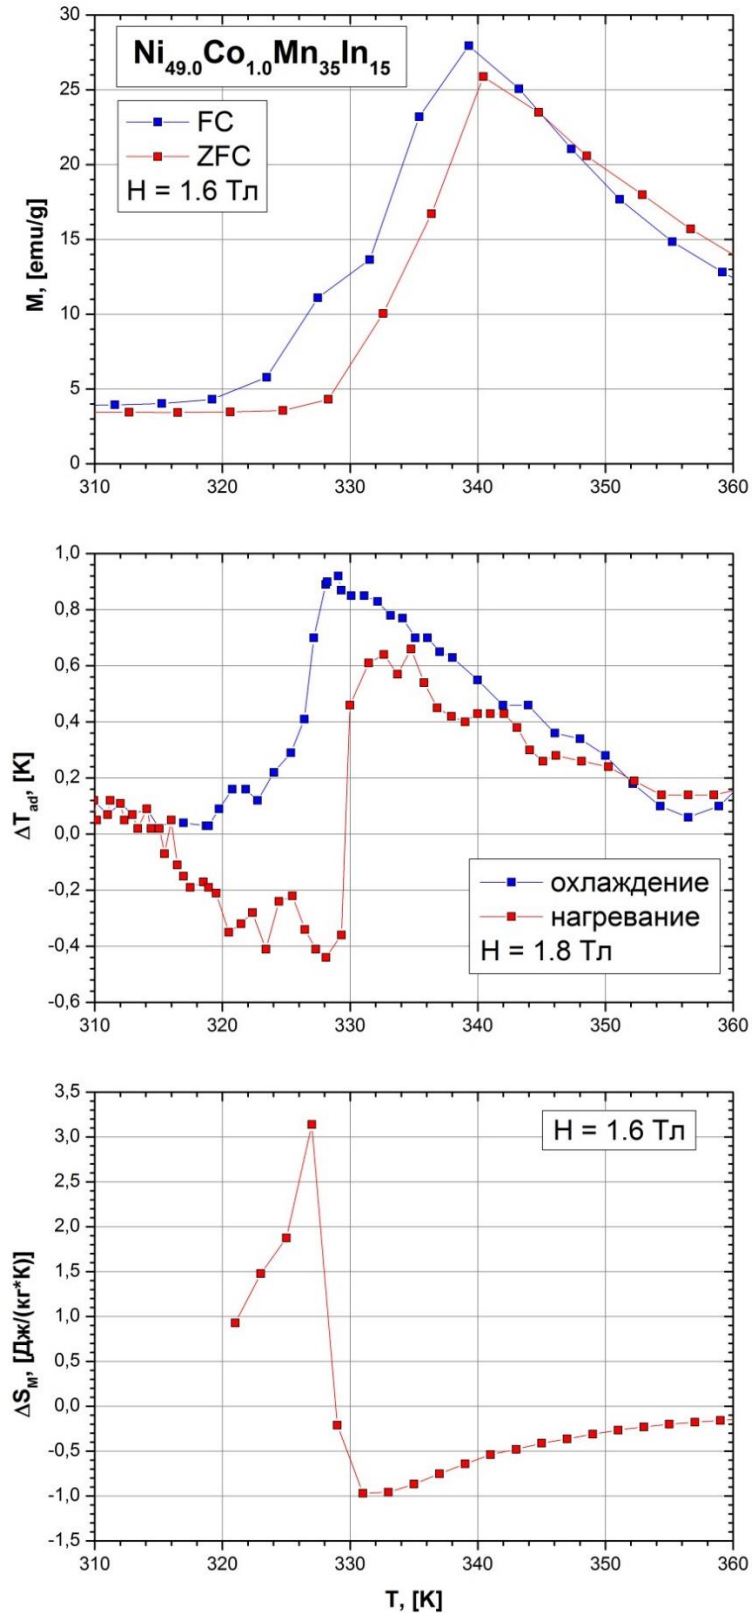 30
Ni49.0Co1.0Mn35In15
25
FC
ZFC
H = 1.6 Тл
20
15
10
5
0
M, [emu/g]
310 320 330 340 350 360
1,0
0,8
0,6
0,4
0,2
0,0
-0,2
-0,4
-0,6
ΔTad, [K]
охлаждение
нагревание
H = 1.8 Тл
310 320 330 340 350 360
3,5
3,0
2,5
2,0
1,5
1,0
0,5
0,0
-0,5
-1,0
-1,5
ΔSM, [Дж/(кг*К)]
H = 1.6 Тл
310 320 330 340 350 360
T, [K]